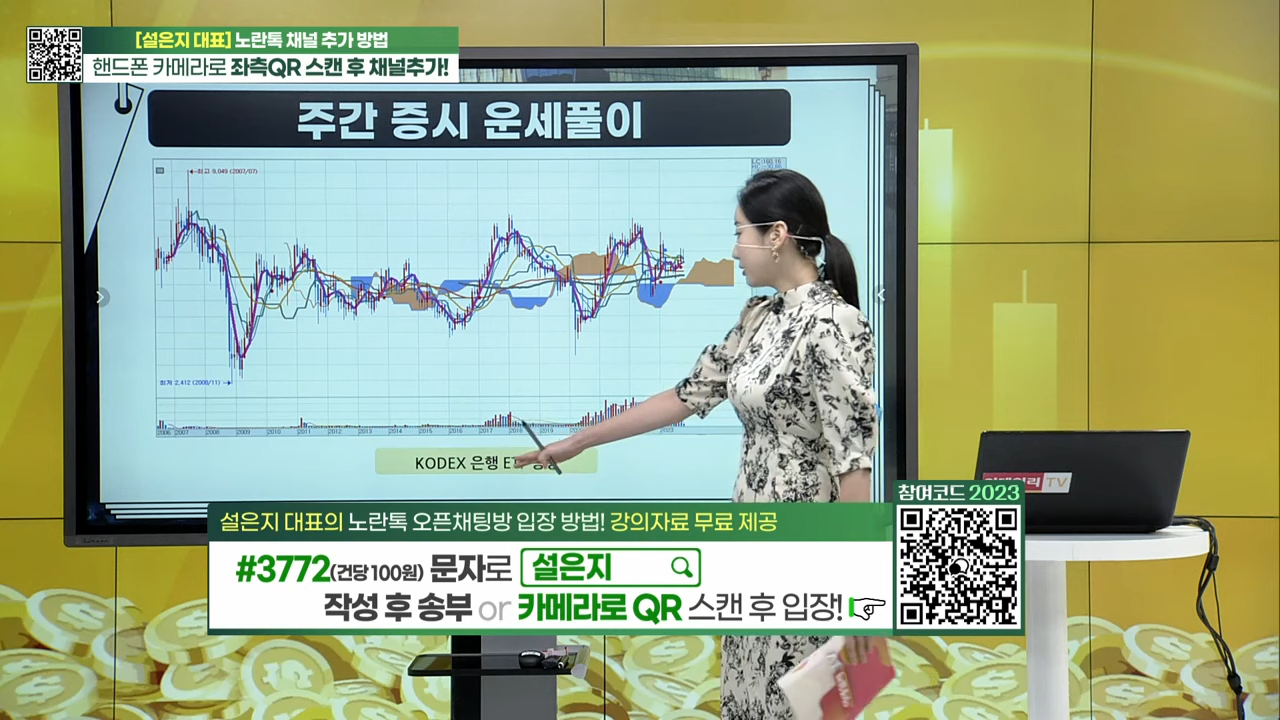 [설은지 대표] 노란톡 채널 추가 방법
핸드폰 카메라로 좌측QR 스캔 후 채널추가!
주간 증시 운세풀이
최고 9,049 (2007/07)
최저 2,412 (2008/11)
2006 2007 2008 2009 2010 2011 2012 2013 2014 2015 2016 2017 2018 2019 2023
KODEX 은행 ETF
TV
참여코드 2023
설은지 대표의 노란톡 오픈채팅방 입장 방법! 강의자료 무료 제공
#3772(건당 100원) 문자로 설은지
작성 후 송부 or 카메라로 QR 스캔 후 입장!